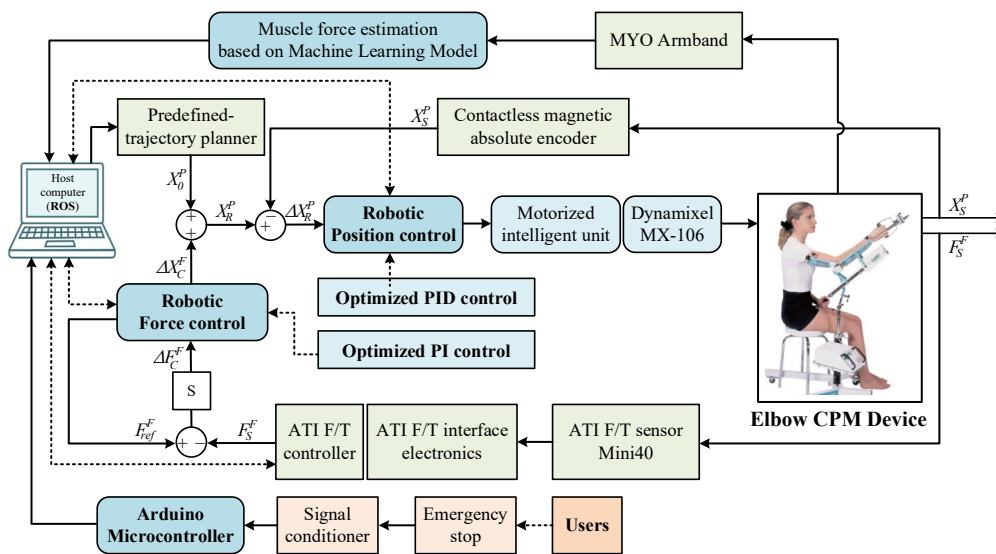 Muscle force estimation
based on Machine Learning Model
MYO Armband
Predefined-
trajectory planner
X_S^P
Contactless magnetic
absolute encoder
Host
computer
(ROS)
X_0^P
+
+
X_R^P
−
+
ΔX_R^P
Robotic
Position control
Motorized
intelligent unit
Dynamixel
MX-106
X_S^P
F_S^F
ΔX_C^F
Robotic
Force control
Optimized PID control
Optimized PI control
ΔF_C^F
S
Elbow CPM Device
F_ref^F
+ −
F_S^F
ATI F/T
controller
ATI F/T interface
electronics
ATI F/T sensor
Mini40
Arduino
Microcontroller
Signal
conditioner
Emergency
stop
Users